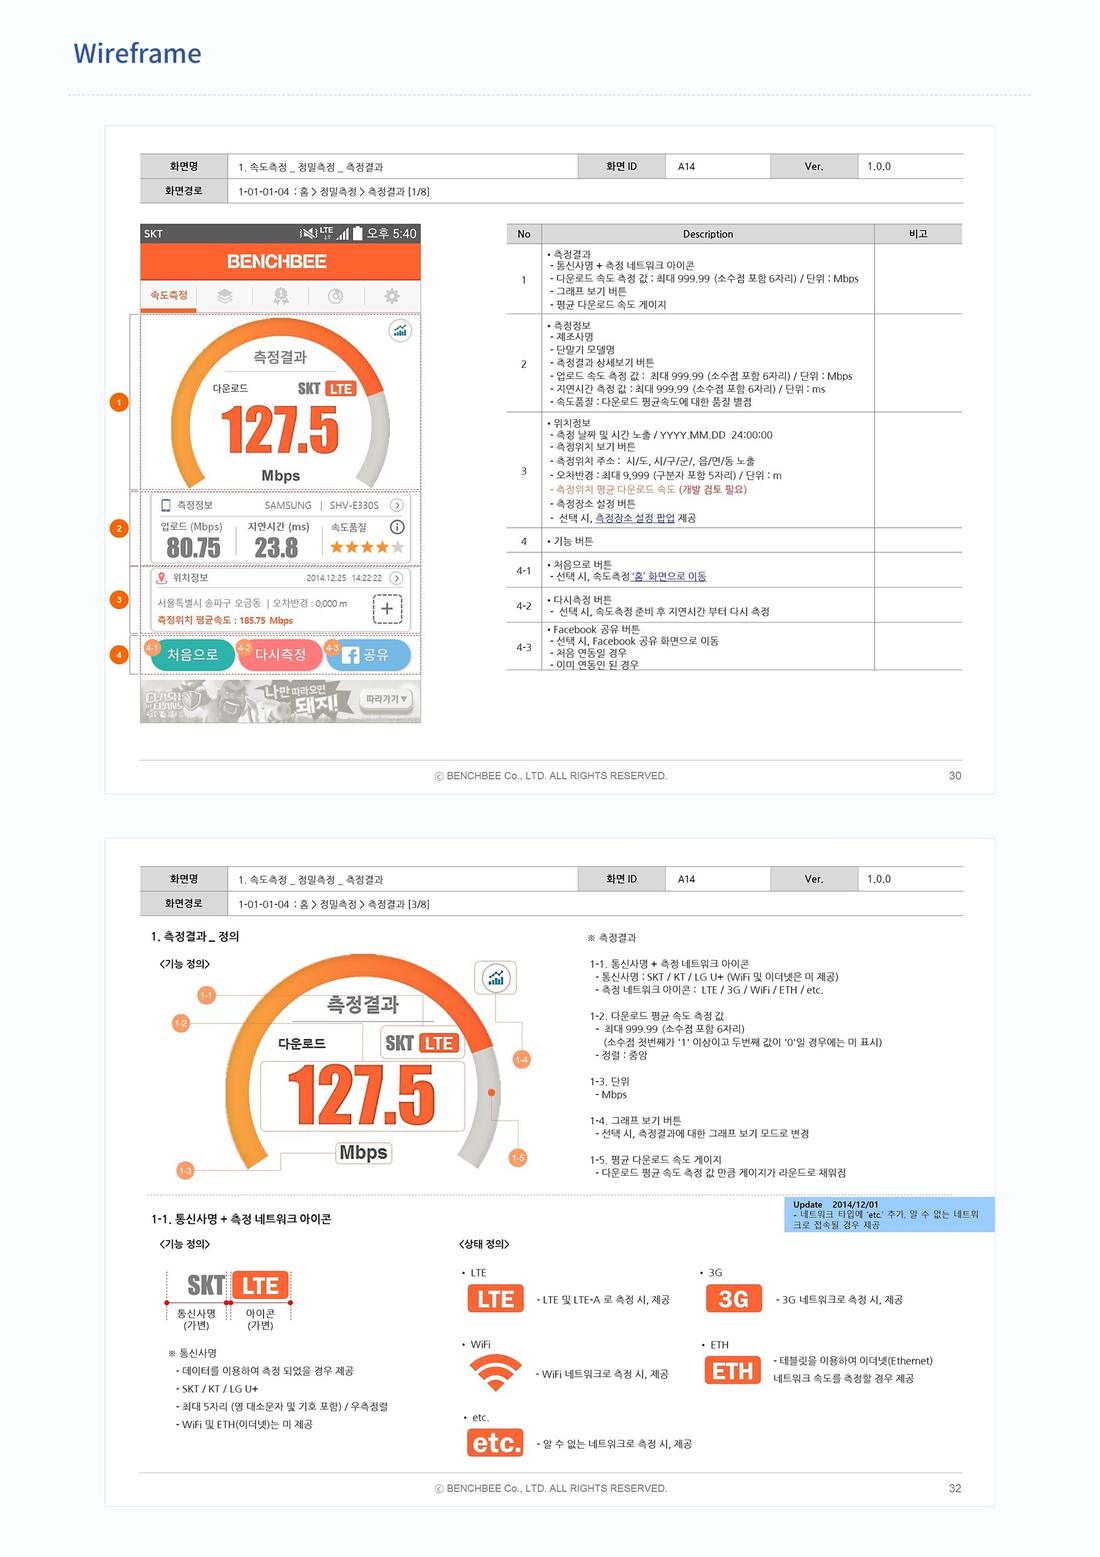 Wireframe
화면명 1. 속도측정 _ 정밀측정 _ 측정결과 화면 ID A14 Ver. 1.0.0
화면경로 1-01-01-04 : 홈 > 정밀측정 > 측정결과 [1/8]
SKT LTE 오후 5:40
BENCHBEE
속도측정
측정결과
다운로드 SKT LTE
127.5
Mbps
측정정보 SAMSUNG | SHV-E330S
업로드 (Mbps) 지연시간 (ms) 속도품질
80.75 23.8
위치정보 2014.12.25 14:22:22
서울특별시 송파구 오금동 | 오차반경 : 0,000 m
측정위치 평균속도 : 185.75 Mbps
처음으로 다시측정 공유
4-1 4-2 4-3
1
2
3
4
CLASH OF CLANS
나만 따라오면
돼지!
따라가기 ▼
No Description 비고
1
• 측정결과
- 통신사명 + 측정 네트워크 아이콘
- 다운로드 속도 측정 값 : 최대 999.99 (소수점 포함 6자리) / 단위 : Mbps
- 그래프 보기 버튼
- 평균 다운로드 속도 게이지
2
• 측정정보
- 제조사명
- 단말기 모델명
- 측정결과 상세보기 버튼
- 업로드 속도 측정 값 : 최대 999.99 (소수점 포함 6자리) / 단위 : Mbps
- 지연시간 측정 값 : 최대 999.99 (소수점 포함 6자리) / 단위 : ms
- 속도품질 : 다운로드 평균속도에 대한 품질 별점
3
• 위치정보
- 측정 날짜 및 시간 노출 / YYYY.MM.DD 24:00:00
- 측정위치 보기 버튼
- 측정위치 주소 : 시/도, 시/구/군/, 읍/면/동 노출
- 오차반경 : 최대 9,999 (구분자 포함 5자리) / 단위 : m
- 측정위치 평균 다운로드 속도 (개발 검토 필요)
- 측정장소 설정 버튼
- 선택 시, 측정장소 설정 팝업 제공
4 • 기능 버튼
4-1
• 처음으로 버튼
- 선택 시, 속도측정 '홈' 화면으로 이동
4-2
• 다시측정 버튼
- 선택 시, 속도측정 준비 후 지연시간 부터 다시 측정
4-3
• Facebook 공유 버튼
- 선택 시, Facebook 공유 화면으로 이동
- 처음 연동일 경우
- 이미 연동인 된 경우
ⓒ BENCHBEE Co., LTD. ALL RIGHTS RESERVED. 30
화면명 1. 속도측정 _ 정밀측정 _ 측정결과 화면 ID A14 Ver. 1.0.0
화면경로 1-01-01-04 : 홈 > 정밀측정 > 측정결과 [3/8]
1. 측정결과 _ 정의
<기능 정의>
1-1
1-2
1-3
1-4
1-5
측정결과
다운로드 SKT LTE
127.5
Mbps
※ 측정결과
1-1. 통신사명 + 측정 네트워크 아이콘
- 통신사명 : SKT / KT / LG U+ (WiFi 및 이더넷은 미 제공)
- 측정 네트워크 아이콘 : LTE / 3G / WiFi / ETH / etc.
1-2. 다운로드 평균 속도 측정 값
- 최대 999.99 (소수점 포함 6자리)
(소수점 첫번째가 '1' 이상이고 두번째 값이 '0'일 경우에는 미 표시)
- 정렬 : 중앙
1-3. 단위
- Mbps
1-4. 그래프 보기 버튼
- 선택 시, 측정결과에 대한 그래프 보기 모드로 변경
1-5. 평균 다운로드 속도 게이지
- 다운로드 평균 속도 측정 값 만큼 게이지가 라운드로 채워짐
Update 2014/12/01
- 네트워크 타입에 'etc.' 추가. 알 수 없는 네트워
크로 접속될 경우 제공
1-1. 통신사명 + 측정 네트워크 아이콘
<기능 정의>
SKT LTE
통신사명 아이콘
(가변) (가변)
※ 통신사명
- 데이터를 이용하여 측정 되었을 경우 제공
- SKT / KT / LG U+
- 최대 5자리 (영 대소문자 및 기호 포함) / 우측정렬
- WiFi 및 ETH(이더넷)는 미 제공
<상태 정의>
• LTE
LTE - LTE 및 LTE-A 로 측정 시, 제공
• 3G
3G - 3G 네트워크로 측정 시, 제공
• WiFi
- WiFi 네트워크로 측정 시, 제공
• ETH
ETH - 테블릿을 이용하여 이더넷(Ethernet)
네트워크 속도를 측정할 경우 제공
• etc.
etc. - 알 수 없는 네트워크로 측정 시, 제공
ⓒ BENCHBEE Co., LTD. ALL RIGHTS RESERVED. 32